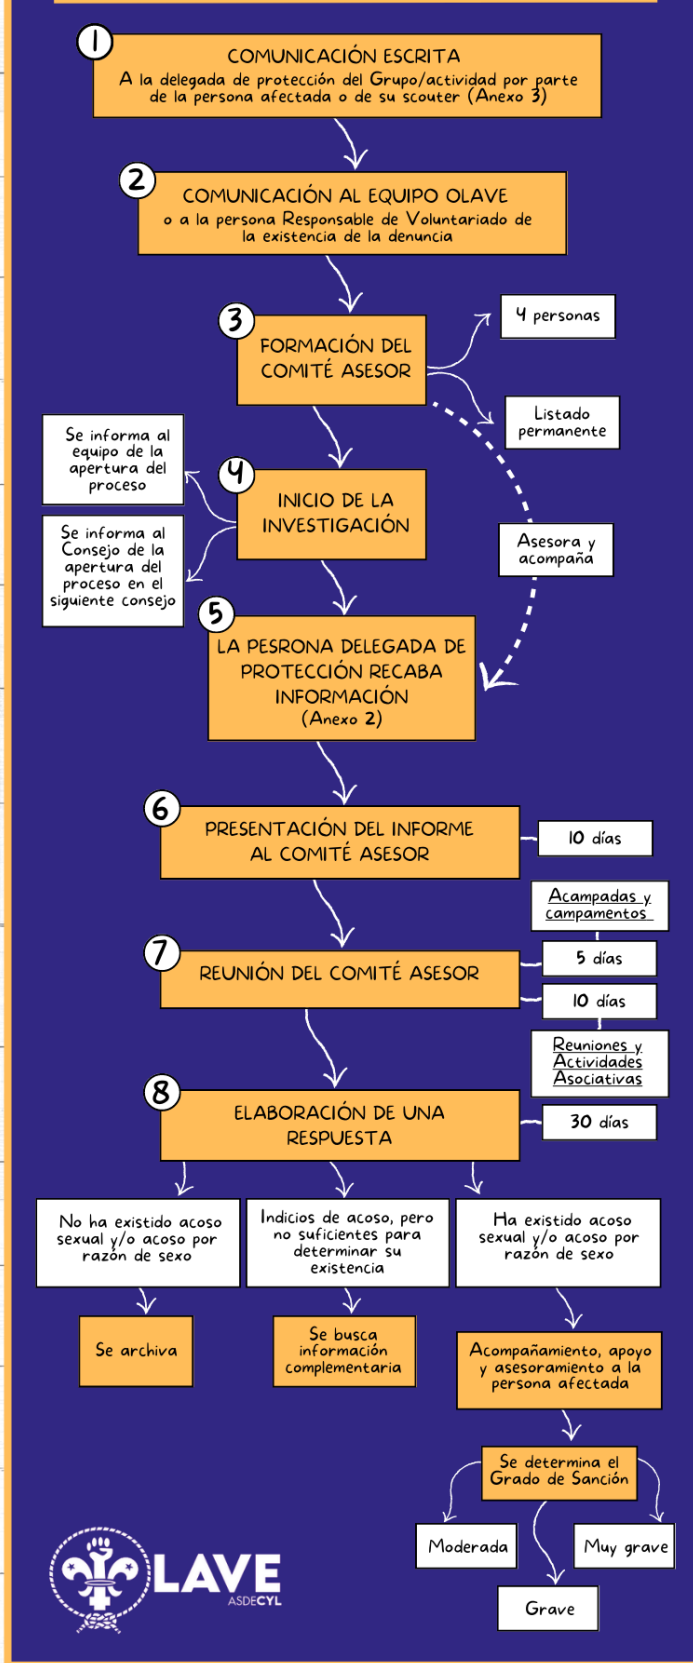 1
COMUNICACIÓN ESCRITA
A la delegada de protección del Grupo/actividad por parte
de la persona afectada o de su scouter (Anexo 3)
2
COMUNICACIÓN AL EQUIPO OLAVE
o a la persona Responsable de Voluntariado de
la existencia de la denuncia
3
FORMACIÓN DEL
COMITÉ ASESOR
4 personas
Listado
permanente
Se informa al
equipo de la
apertura del
proceso
Se informa al
Consejo de la
apertura del
proceso en el
siguiente consejo
4
INICIO DE LA
INVESTIGACIÓN
Asesora y
acompaña
5
LA PESRONA DELEGADA DE
PROTECCIÓN RECABA
INFORMACIÓN
(Anexo 2)
6
PRESENTACIÓN DEL INFORME
AL COMITÉ ASESOR
10 días
7
REUNIÓN DEL COMITÉ ASESOR
Acampadas y
campamentos
5 días
10 días
Reuniones y
Actividades
Asociativas
8
ELABORACIÓN DE UNA
RESPUESTA
30 días
No ha existido acoso
sexual y/o acoso por
razón de sexo
Indicios de acoso, pero
no suficientes para
determinar su
existencia
Ha existido acoso
sexual y/o acoso por
razón de sexo
Se archiva
Se busca
información
complementaria
Acompañamiento, apoyo
y asesoramiento a la
persona afectada
Se determina el
Grado de Sanción
Moderada
Muy grave
Grave
LAVE
ASDECYL